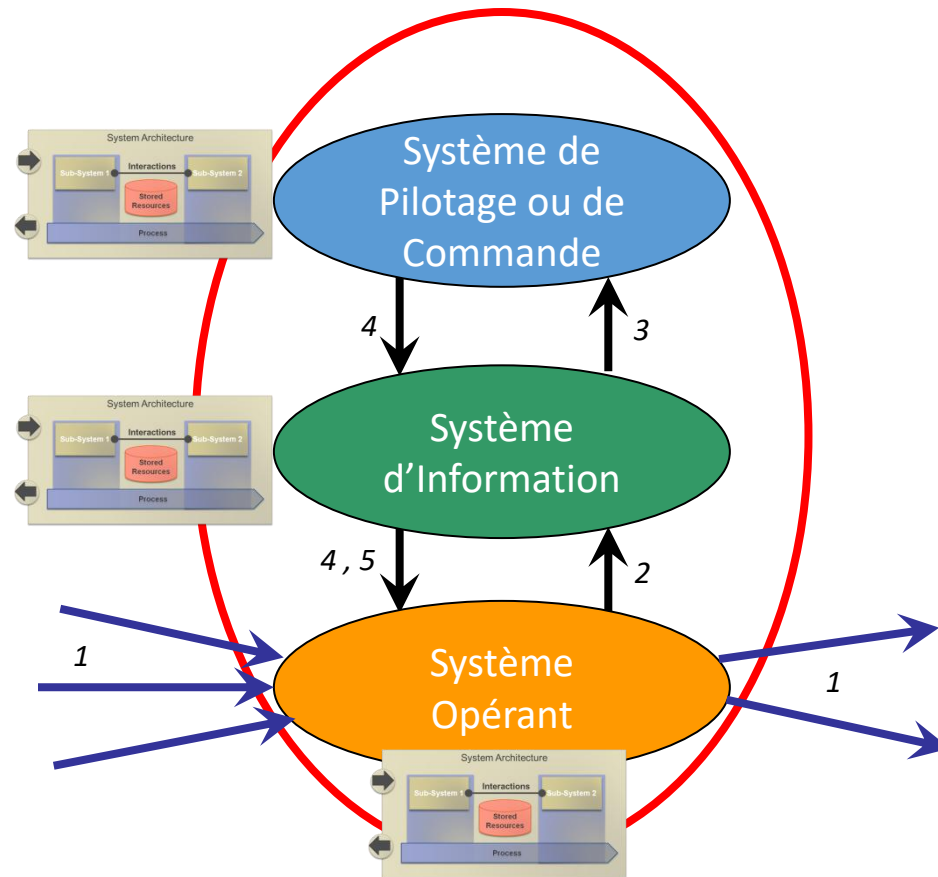 Système de
Pilotage ou de
Commande
System Architecture
Interactions
Sub-System 1
Sub-System 2
Stored
Resources
Process
4
3
Système
d’Information
System Architecture
Interactions
Sub-System 1
Sub-System 2
Stored
Resources
Process
4 , 5
2
1
Système
Opérant
1
System Architecture
Interactions
Sub-System 1
Sub-System 2
Stored
Resources
Process